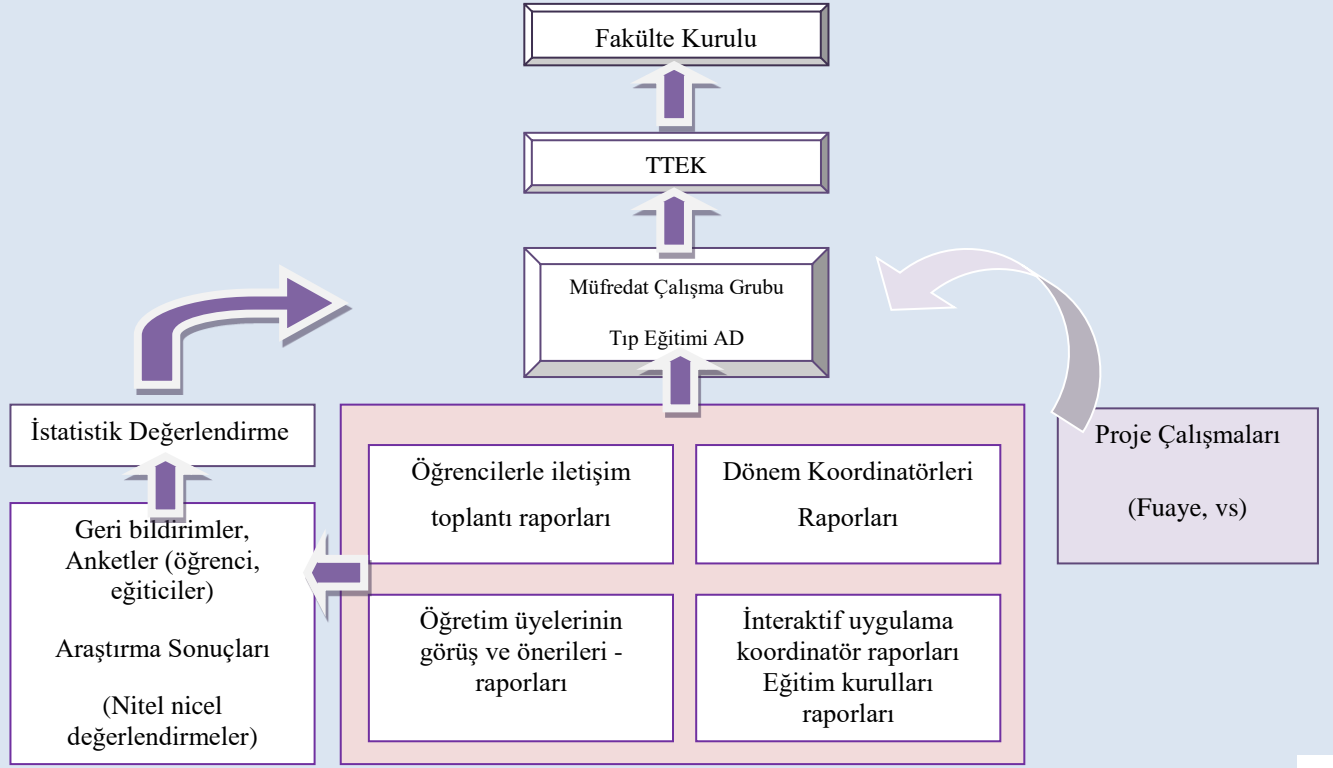 Fakülte Kurulu
TTEK
Müfredat Çalışma Grubu
Tıp Eğitimi AD
İstatistik Değerlendirme
Geri bildirimler,
Anketler (öğrenci,
eğiticiler)
Araştırma Sonuçları
(Nitel nicel
değerlendirmeler)
Öğrencilerle iletişim
toplantı raporları
Dönem Koordinatörleri
Raporları
Öğretim üyelerinin
görüş ve önerileri -
raporları
İnteraktif uygulama
koordinatör raporları
Eğitim kurulları
raporları
Proje Çalışmaları
(Fuaye, vs)